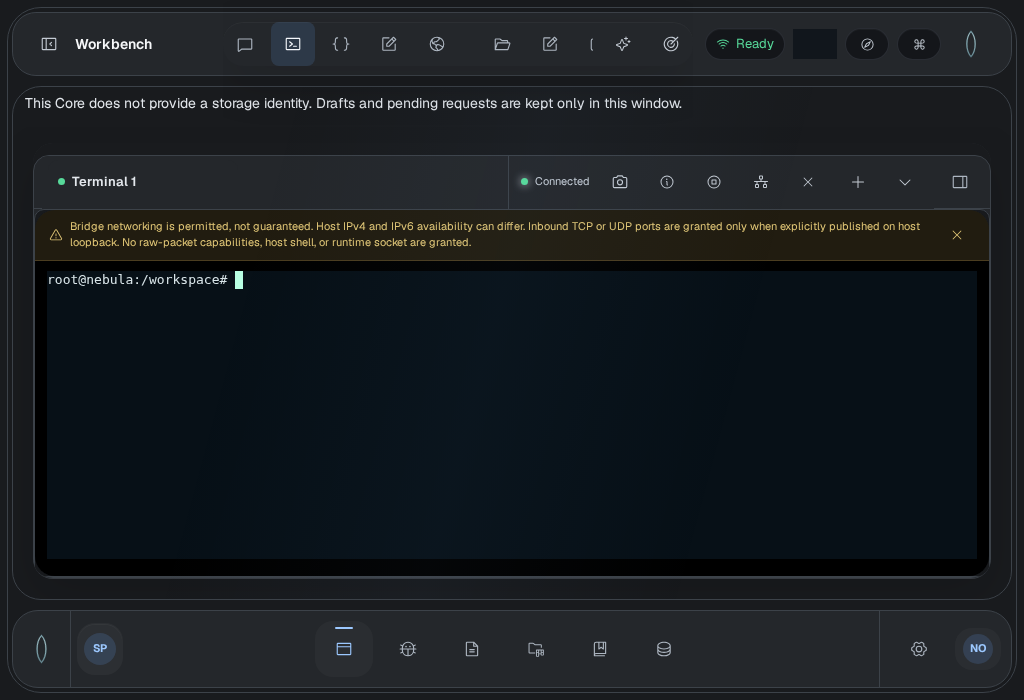 Workbench
Ready
This Core does not provide a storage identity. Drafts and pending requests are kept only in this window.
Terminal 1
Connected
Bridge networking is permitted, not guaranteed. Host IPv4 and IPv6 availability can differ. Inbound TCP or UDP ports are granted only when explicitly published on host
loopback. No raw-packet capabilities, host shell, or runtime socket are granted.
root@nebula:/workspace#
SP
NO